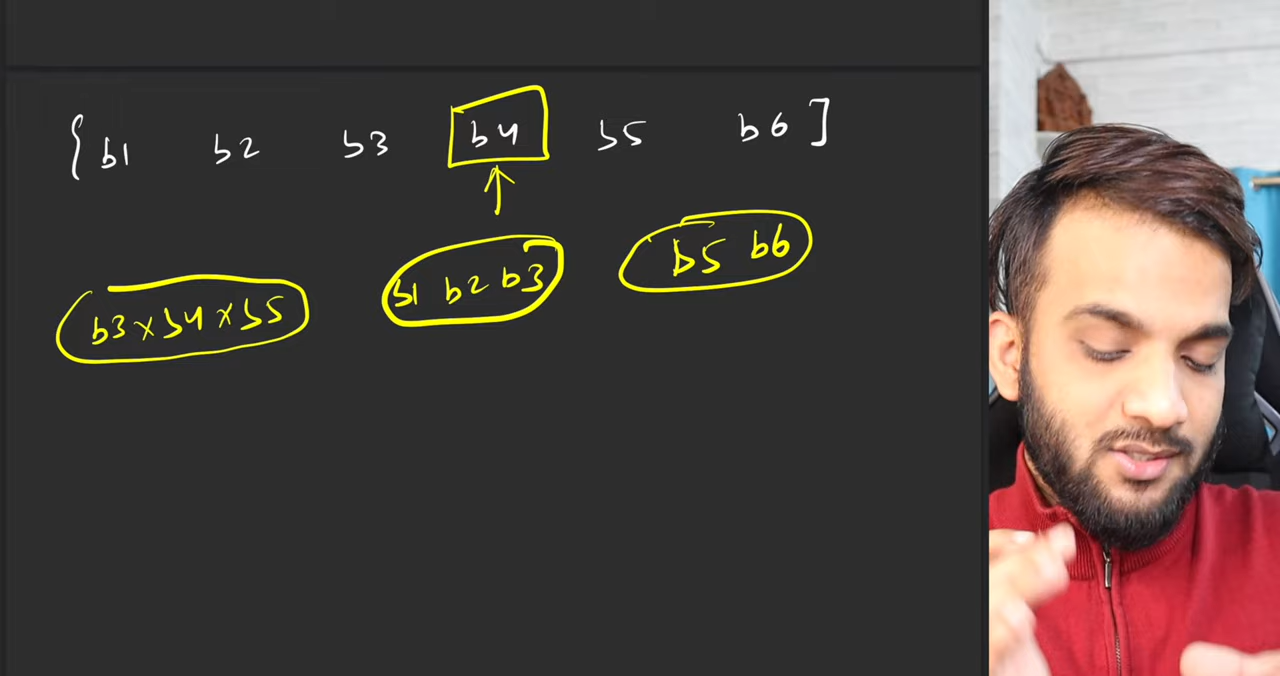 { b1 b2 b3 b4 b5 b6 ]
b3 x b4 x b5 b1 b2 b3 b5 b6